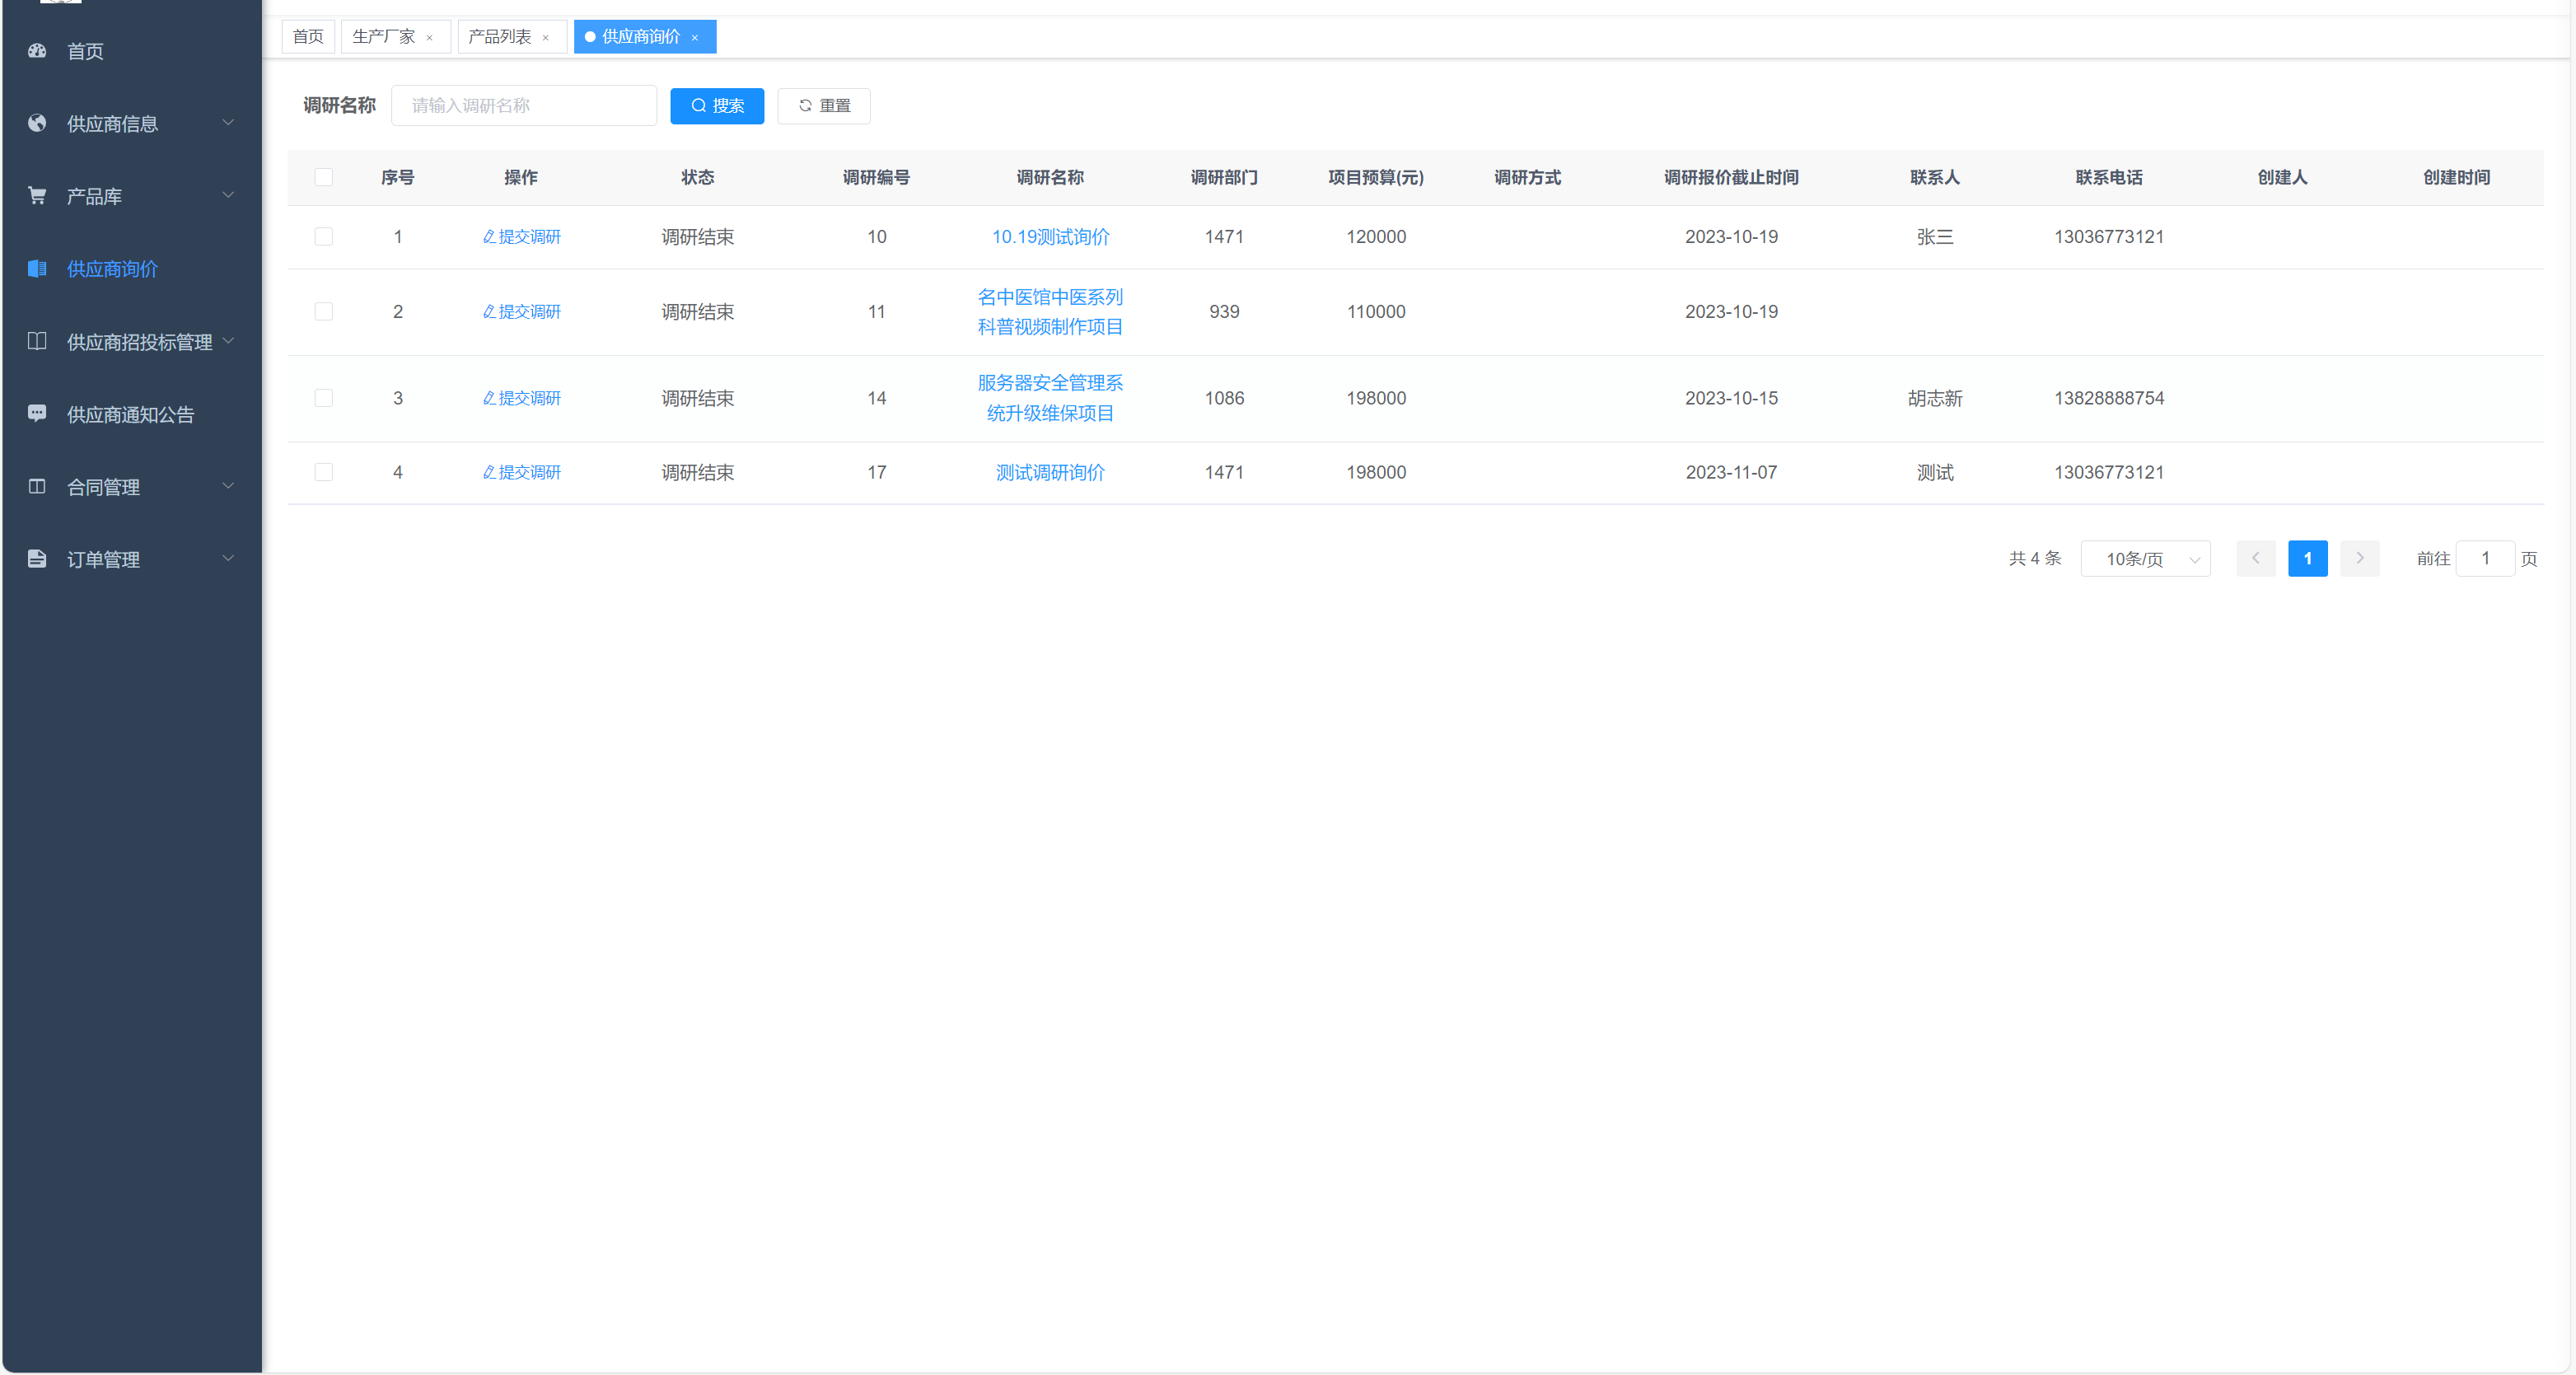 首页
供应商信息
产品库
供应商询价
供应商招投标管理
供应商通知公告
合同管理
订单管理
首页 生产厂家 × 产品列表 × 供应商询价 ×
调研名称 请输入调研名称 搜索 重置
序号 操作 状态 调研编号 调研名称 调研部门 项目预算(元) 调研方式 调研报价截止时间 联系人 联系电话 创建人 创建时间
1 提交调研 调研结束 10 10.19测试询价 1471 120000 2023-10-19 张三 13036773121
2 提交调研 调研结束 11 名中医馆中医系列 939 110000 2023-10-19
科普视频制作项目
3 提交调研 调研结束 14 服务器安全管理系 1086 198000 2023-10-15 胡志新 13828888754
统升级维保项目
4 提交调研 调研结束 17 测试调研询价 1471 198000 2023-11-07 测试 13036773121
共 4 条 10条/页 1 前往 1 页